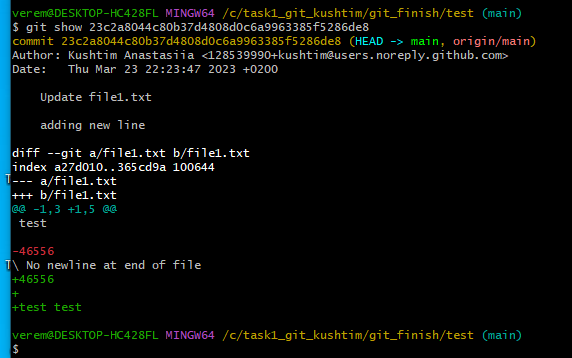 verem@DESKTOP-HC428FL MINGW64 /c/task1_git_kushtim/git_finish/test (main)
$ git show 23c2a8044c80b37d4808d0c6a9963385f5286de8
commit 23c2a8044c80b37d4808d0c6a9963385f5286de8 (HEAD -> main, origin/main)
Author: Kushtim Anastasiia <128539990+kushtim@users.noreply.github.com>
Date:   Thu Mar 23 22:23:47 2023 +0200

    Update file1.txt

    adding new line

diff --git a/file1.txt b/file1.txt
index a27d010..365cd9a 100644
--- a/file1.txt
+++ b/file1.txt
@@ -1,3 +1,5 @@
 test

-46556
\ No newline at end of file
+46556
+
+test test

verem@DESKTOP-HC428FL MINGW64 /c/task1_git_kushtim/git_finish/test (main)
$